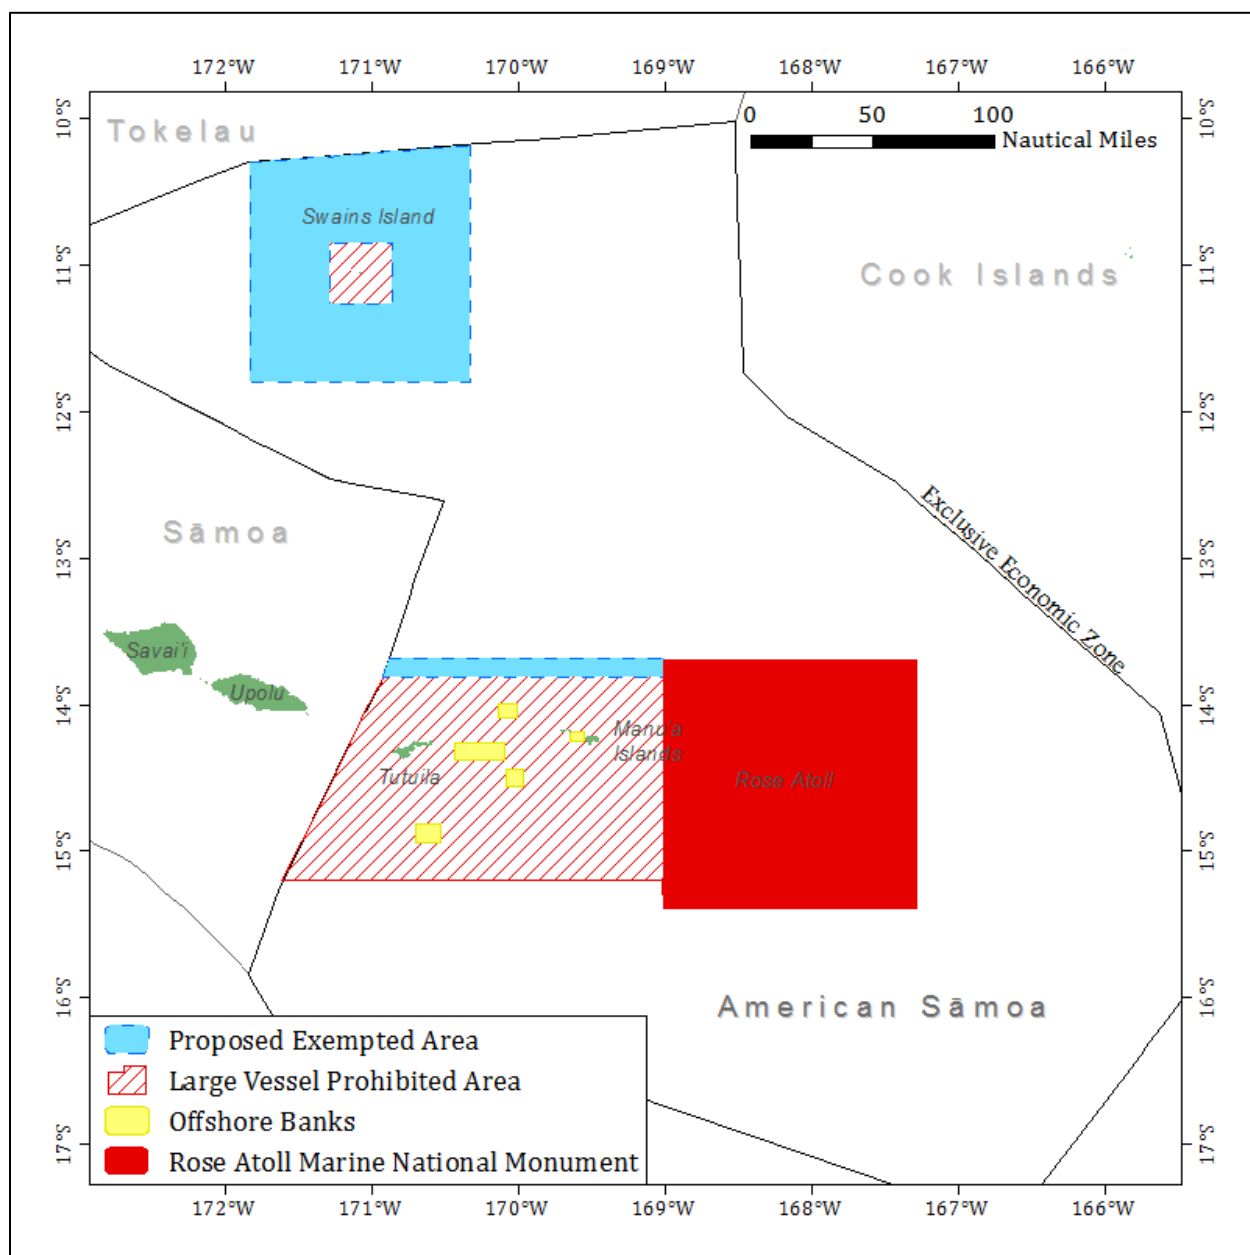 172°W 171°W 170°W 169°W 168°W 167°W 166°W
10°S 10°S
0 50 100
Nautical Miles
Tokelau
Swains Island
11°S 11°S
Cook Islands
12°S 12°S
Sāmoa
Exclusive Economic Zone
13°S 13°S
Savai'i
Upolu
14°S 14°S
Manu'a
Islands
Tutuila
Rose Atoll
15°S 15°S
16°S 16°S
American Sāmoa
Proposed Exempted Area
Large Vessel Prohibited Area
Offshore Banks
Rose Atoll Marine National Monument
17°S 17°S
172°W 171°W 170°W 169°W 168°W 167°W 166°W